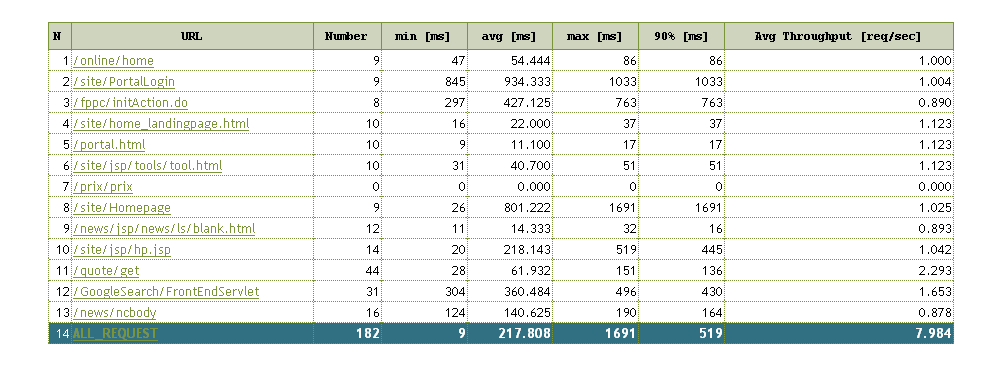 N URL Number min [ms] avg [ms] max [ms] 90% [ms] Avg Throughput [req/sec]
1 /online/home 9 47 54.444 86 86 1.000
2 /site/PortalLogin 9 845 934.333 1033 1033 1.004
3 /fppc/initAction.do 8 297 427.125 763 763 0.890
4 /site/home_landingpage.html 10 16 22.000 37 37 1.123
5 /portal.html 10 9 11.100 17 17 1.123
6 /site/jsp/tools/tool.html 10 31 40.700 51 51 1.123
7 /prix/prix 0 0 0.000 0 0 0.000
8 /site/Homepage 9 26 801.222 1691 1691 1.025
9 /news/jsp/news/ls/blank.html 12 11 14.333 32 16 0.893
10 /site/jsp/hp.jsp 14 20 218.143 519 445 1.042
11 /quote/get 44 28 61.932 151 136 2.293
12 /GoogleSearch/FrontEndServlet 31 304 360.484 496 430 1.653
13 /news/ncbody 16 124 140.625 190 164 0.878
14 ALL_REQUEST 182 9 217.808 1691 519 7.984